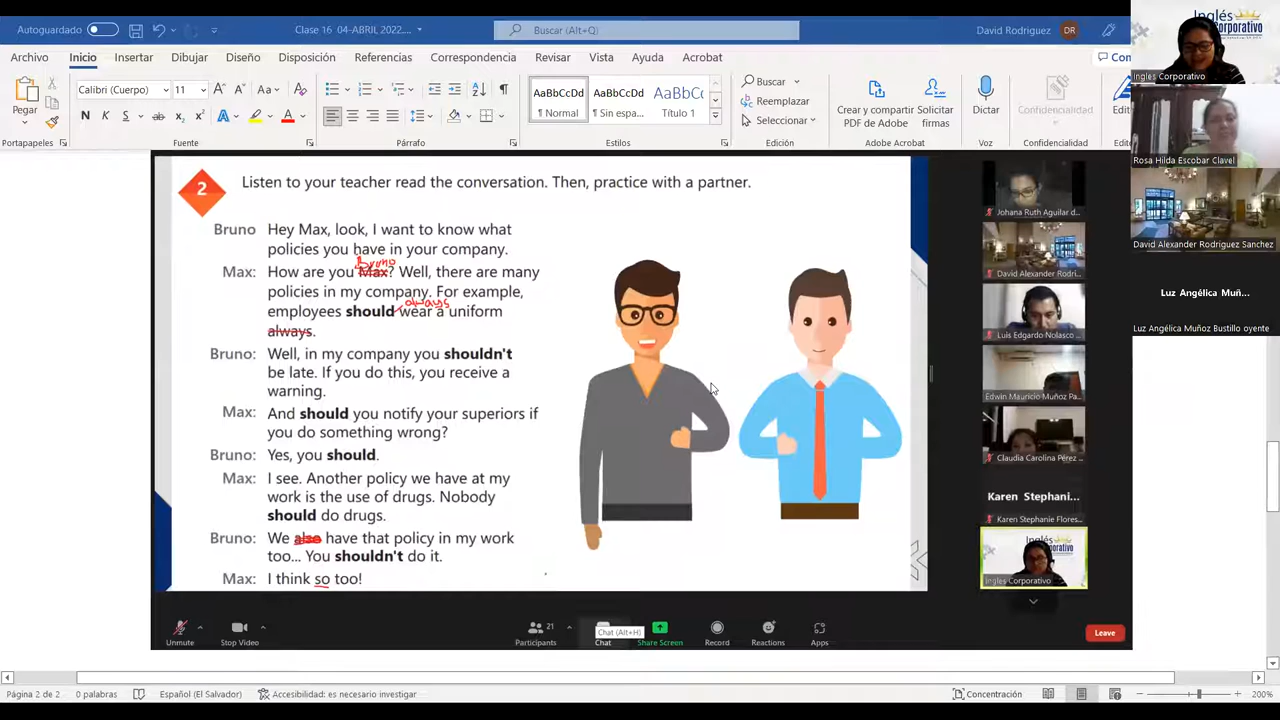 Autoguardado
Clase 16 04-ABRIL 2022....
Buscar (Alt+Q)
David Rodriguez
DR
Archivo
Inicio
Insertar
Dibujar
Diseño
Disposición
Referencias
Correspondencia
Revisar
Vista
Ayuda
Acrobat
Com
Pegar
Calibri (Cuerpo)
11
AaBbCcDd
¶ Normal
AaBbCcDd
¶ Sin espa...
AaBbCc
Título 1
Buscar
Reemplazar
Seleccionar
Crear y compartir
PDF de Adobe
Solicitar
firmas
Dictar
Confidencialidad
Edit
Portapapeles
Fuente
Párrafo
Estilos
Adobe Acrobat
Voz
Confidencialidad
2
Listen to your teacher read the conversation. Then, practice with a partner.
Bruno Hey Max, look, I want to know what
policies you have in your company.
Bruno
Max: How are you Max? Well, there are many
policies in my company. For example,
always
employees should wear a uniform
always.
Bruno: Well, in my company you shouldn't
be late. If you do this, you receive a
warning.
Max: And should you notify your superiors if
you do something wrong?
Bruno: Yes, you should.
Max: I see. Another policy we have at my
work is the use of drugs. Nobody
should do drugs.
Bruno: We also have that policy in my work
too... You shouldn't do it.
Max: I think so too!
Johana Ruth Aguilar d...
David Alexander Rodri...
Luis Edgardo Nolasco
Edwin Mauricio Muñoz Pa...
Claudia Carolina Pérez ...
Karen Stephani...
Karen Stephanie Flores...
Inglés
Corporativo
Ingles Corporativo
Unmute
Stop Video
21
Participants
Chat (Alt+H)
Chat
Share Screen
Record
Reactions
Apps
Leave
Inglés
Corporativo
Ingles Corporativo
Rosa Hilda Escobar Clavel
David Alexander Rodriguez Sanchez
Luz Angélica Muñ...
Luz Angélica Muñoz Bustillo oyente
Página 2 de 2
0 palabras
Español (El Salvador)
Accesibilidad: es necesario investigar
Concentración
200%